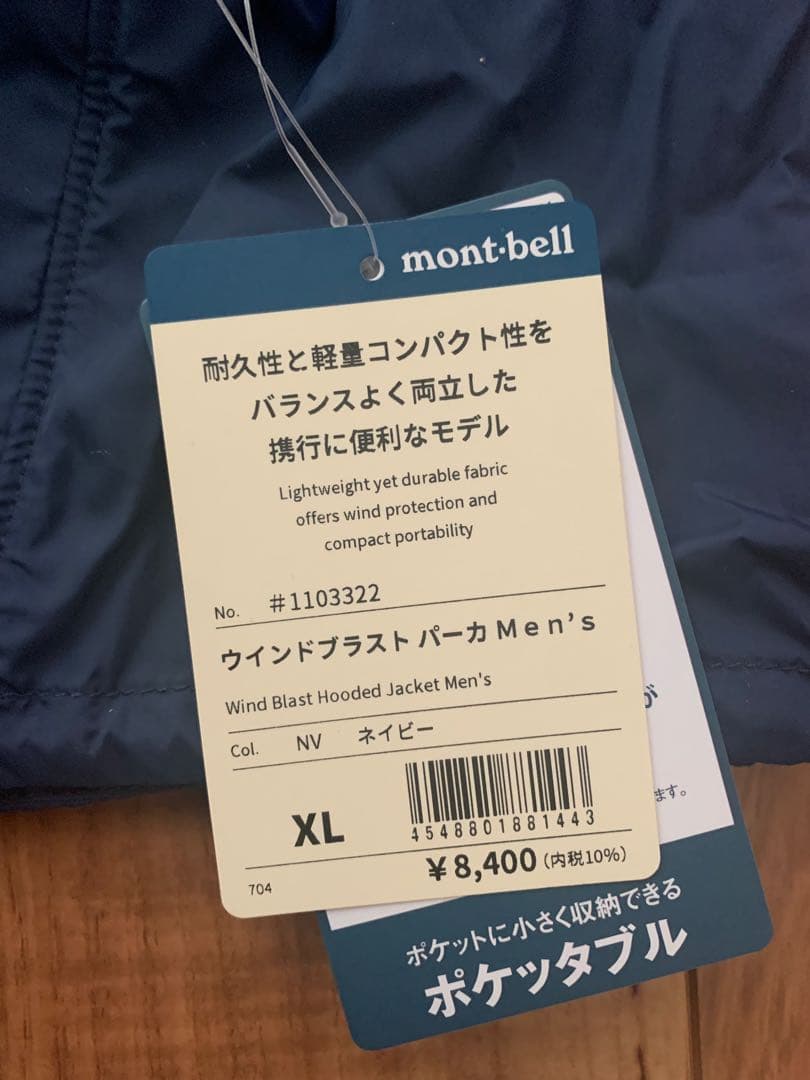 mont·bell
耐久性と軽量コンパクト性を
バランスよく両立した
携行に便利なモデル
Lightweight yet durable fabric
offers wind protection and
compact portability
No. #1103322
ウインドブラスト パーカ Men's
Wind Blast Hooded Jacket Men's
Col. NV ネイビー
XL
4548801881443
¥8,400 (内税10%)
704
が
ます。
ポケットに小さく収納できる
ポケッタブル